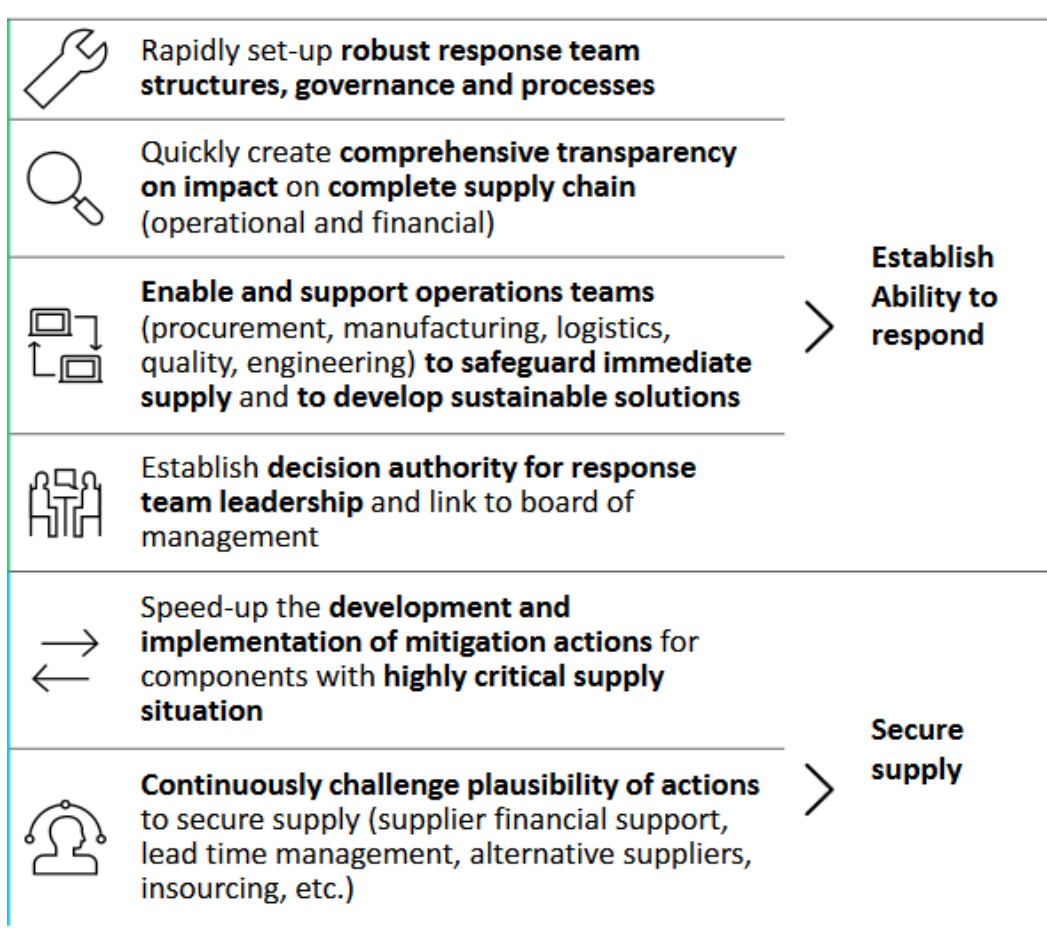 Rapidly set-up robust response team
structures, governance and processes
Quickly create comprehensive transparency
on impact on complete supply chain
(operational and financial)
Enable and support operations teams
(procurement, manufacturing, logistics,
quality, engineering) to safeguard immediate
supply and to develop sustainable solutions
Establish decision authority for response
team leadership and link to board of
management
Establish
Ability to
respond
Speed-up the development and
implementation of mitigation actions for
components with highly critical supply
situation
Continuously challenge plausibility of actions
to secure supply (supplier financial support,
lead time management, alternative suppliers,
insourcing, etc.)
Secure
supply